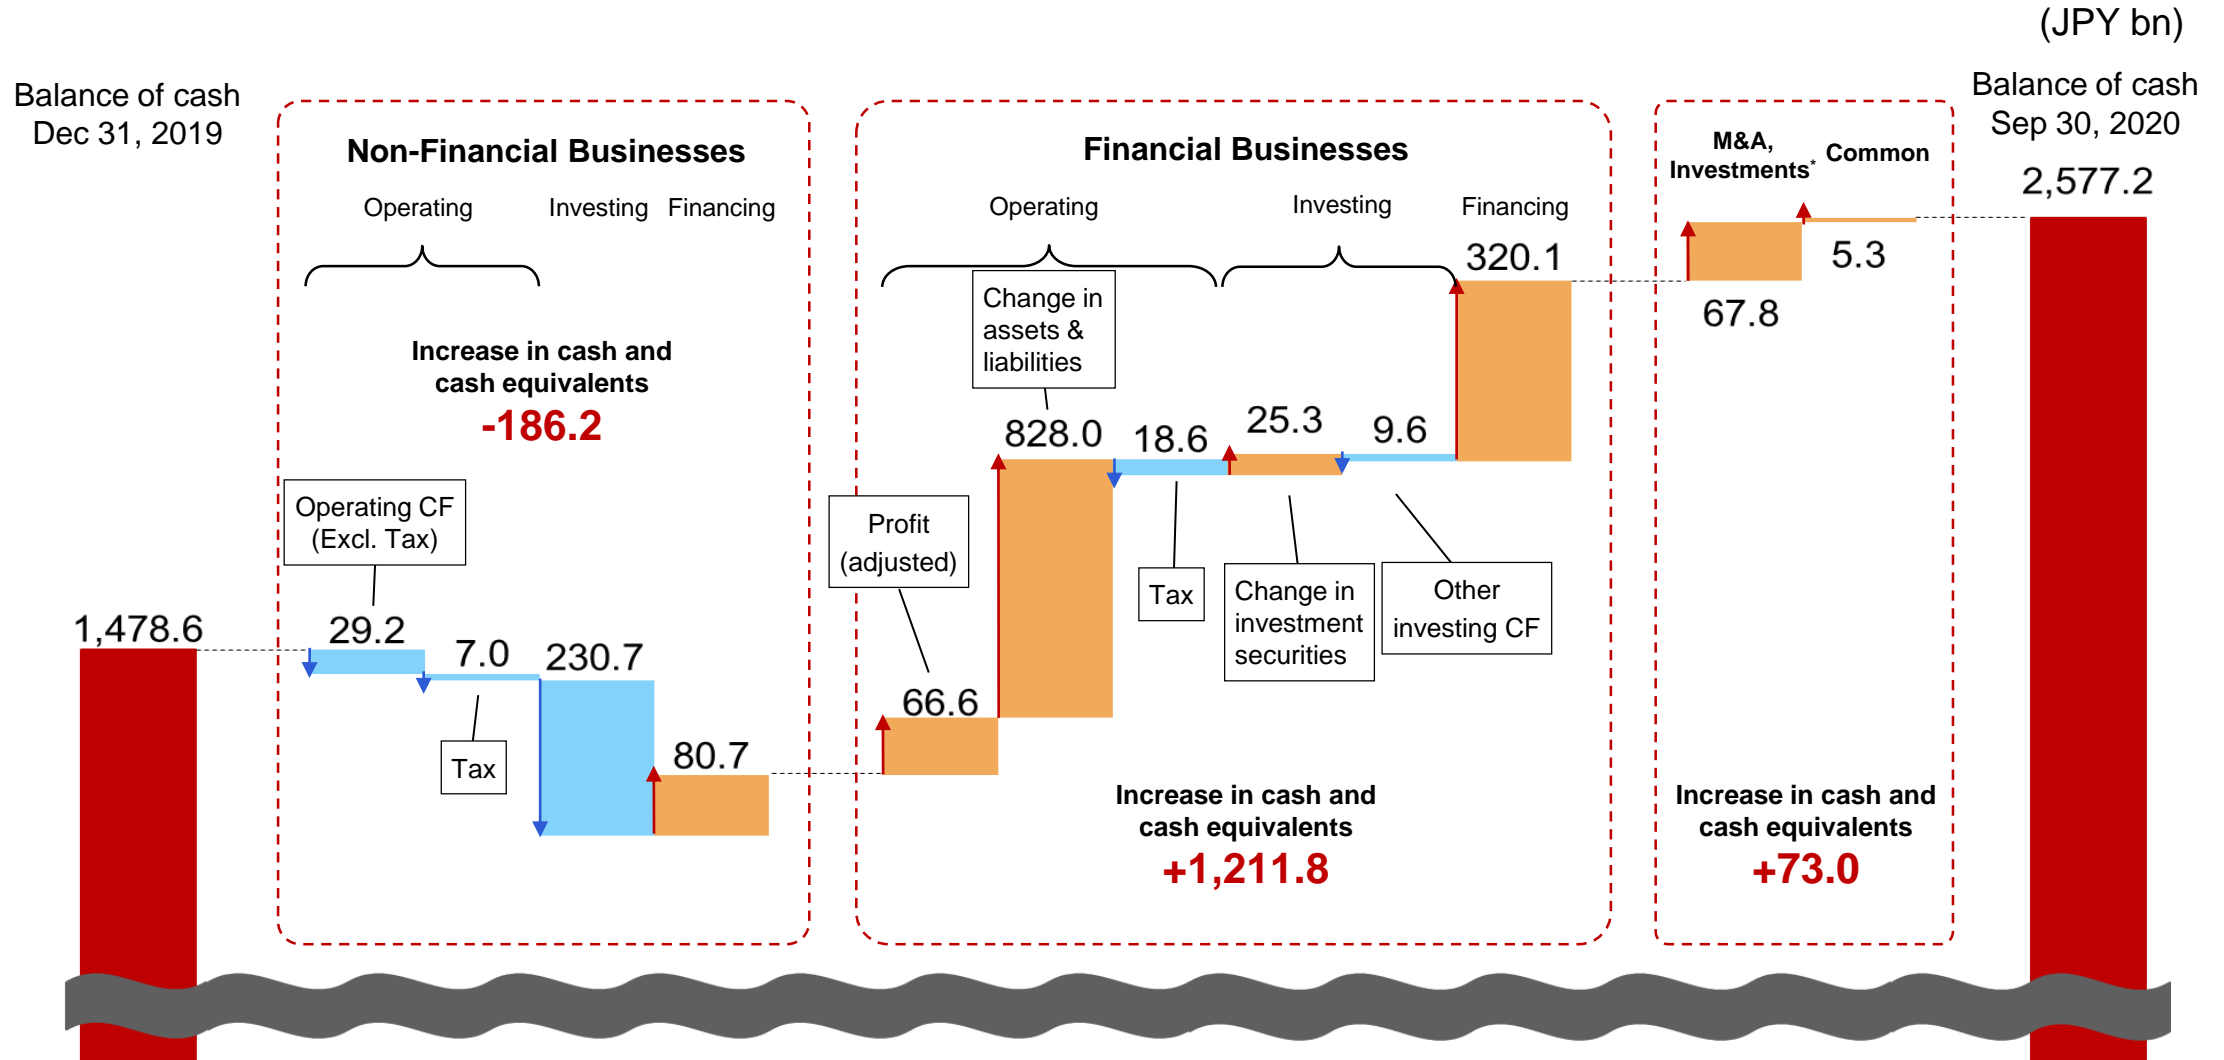 (JPY bn)
Balance of cash
Dec 31, 2019
Balance of cash
Sep 30, 2020
Non-Financial Businesses
Operating
Investing
Financing
Increase in cash and
cash equivalents
-186.2
Operating CF
(Excl. Tax)
1,478.6
29.2
7.0
230.7
Tax
80.7
Financial Businesses
Operating
Investing
Financing
320.1
Change in
assets &
liabilities
828.0
18.6
25.3
9.6
Profit
(adjusted)
Tax
Change in
investment
securities
Other
investing CF
66.6
Increase in cash and
cash equivalents
+1,211.8
M&A,
Investments*
Common
5.3
67.8
Increase in cash and
cash equivalents
+73.0
2,577.2